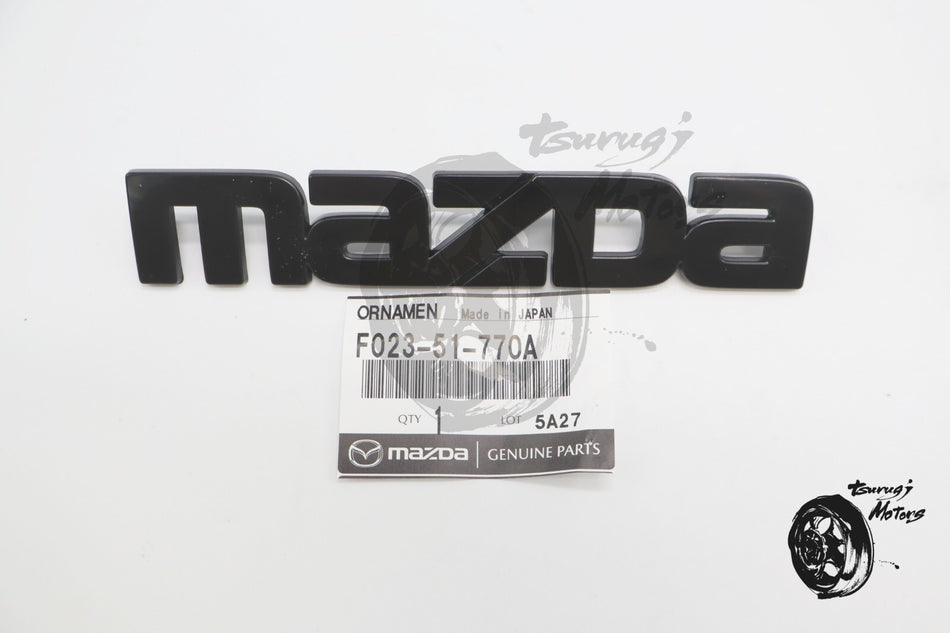 tsurugi
Motors
mazda
ORNAMEN Made in JAPAN
F023-51-770A
QTY 1 LOT 5A27
mazda GENUINE PARTS
tsurugi
Motors